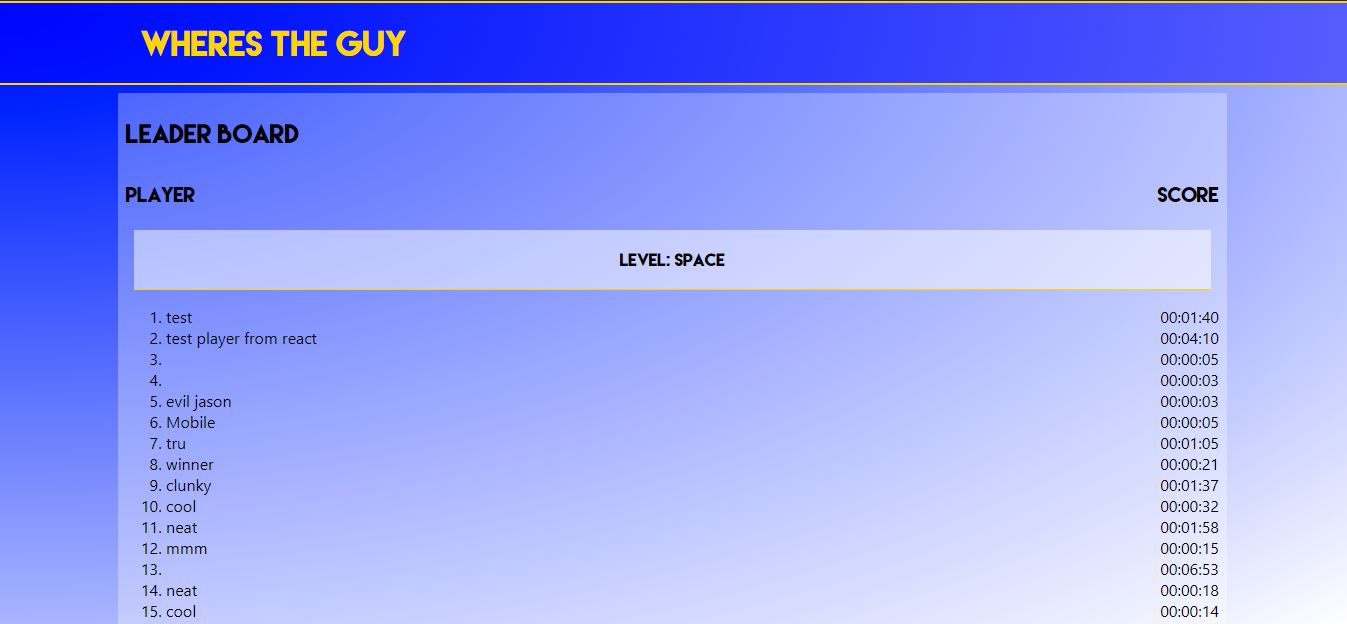 WHERES THE GUY
LEADER BOARD
PLAYER SCORE
LEVEL: SPACE
1. test 00:01:40
2. test player from react 00:04:10
3. 00:00:05
4. 00:00:03
5. evil jason 00:00:03
6. Mobile 00:00:05
7. tru 00:01:05
8. winner 00:00:21
9. clunky 00:01:37
10. cool 00:00:32
11. neat 00:01:58
12. mmm 00:00:15
13. 00:06:53
14. neat 00:00:18
15. cool 00:00:14